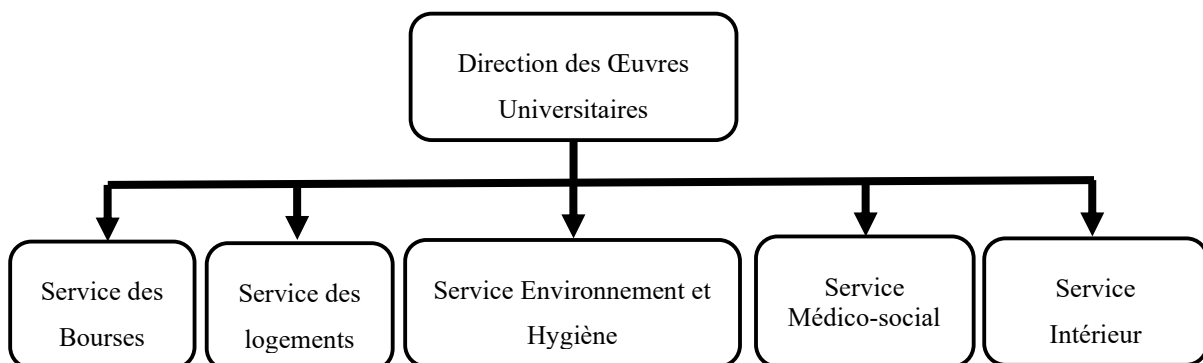 Direction des Œuvres
Universitaires
Service des
Bourses
Service des
logements
Service Environnement et
Hygiène
Service
Médico-social
Service
Intérieur